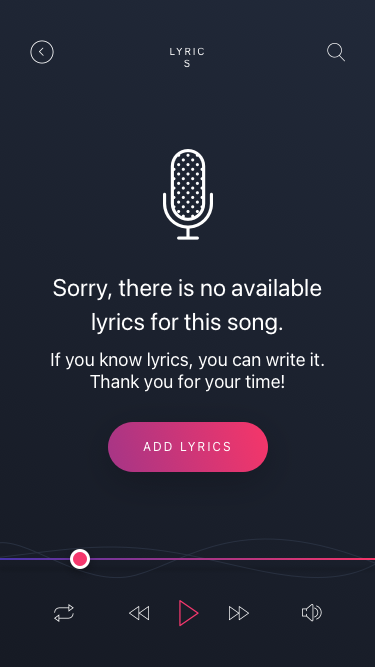 LYRIC
S
Sorry, there is no available
lyrics for this song.
If you know lyrics, you can write it.
Thank you for your time!
ADD LYRICS